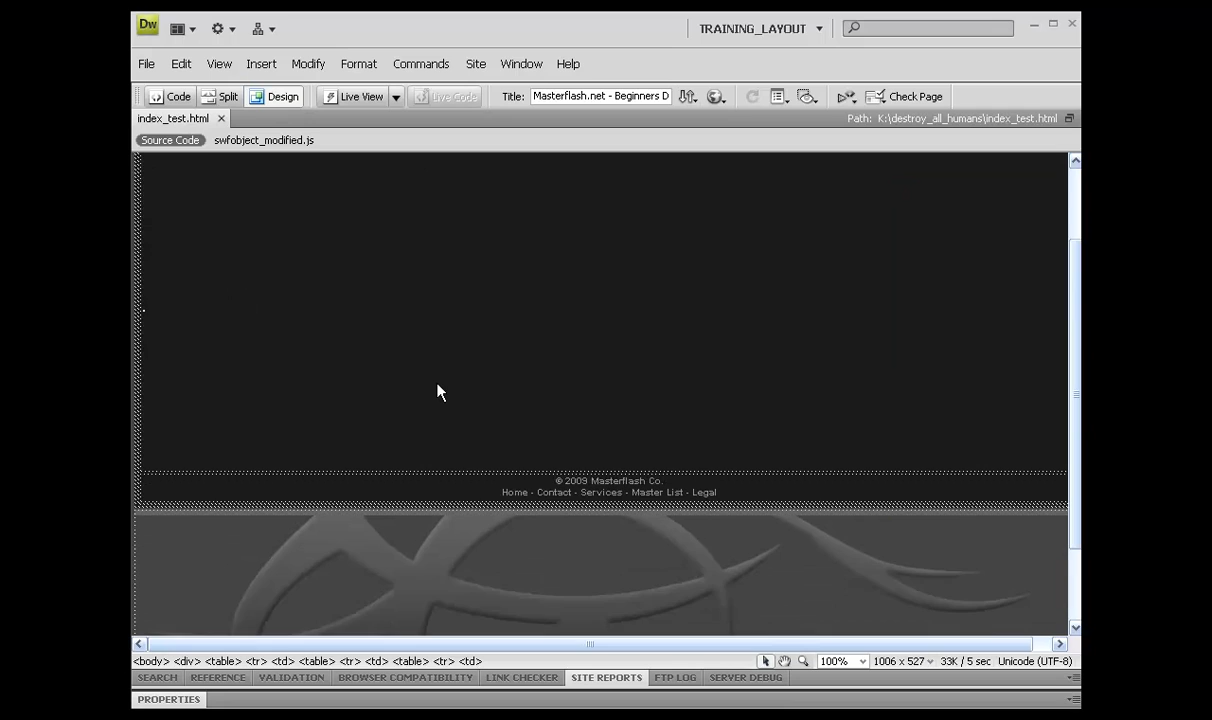 Dw TRAINING_LAYOUT
File Edit View Insert Modify Format Commands Site Window Help
Code Split Design Live View Live Code Title: Masterflash.net - Beginners D Check Page
index_test.html Path: K:\destroy_all_humans\index_test.html
Source Code swfobject_modified.js
© 2009 Masterflash Co.
Home - Contact - Services - Master List - Legal
<body> <div> <table> <tr> <td> <table> <tr> <td> <table> <tr> <td> 100% 1006 x 527 33K / 5 sec Unicode (UTF-8)
SEARCH REFERENCE VALIDATION BROWSER COMPATIBILITY LINK CHECKER SITE REPORTS FTP LOG SERVER DEBUG
PROPERTIES